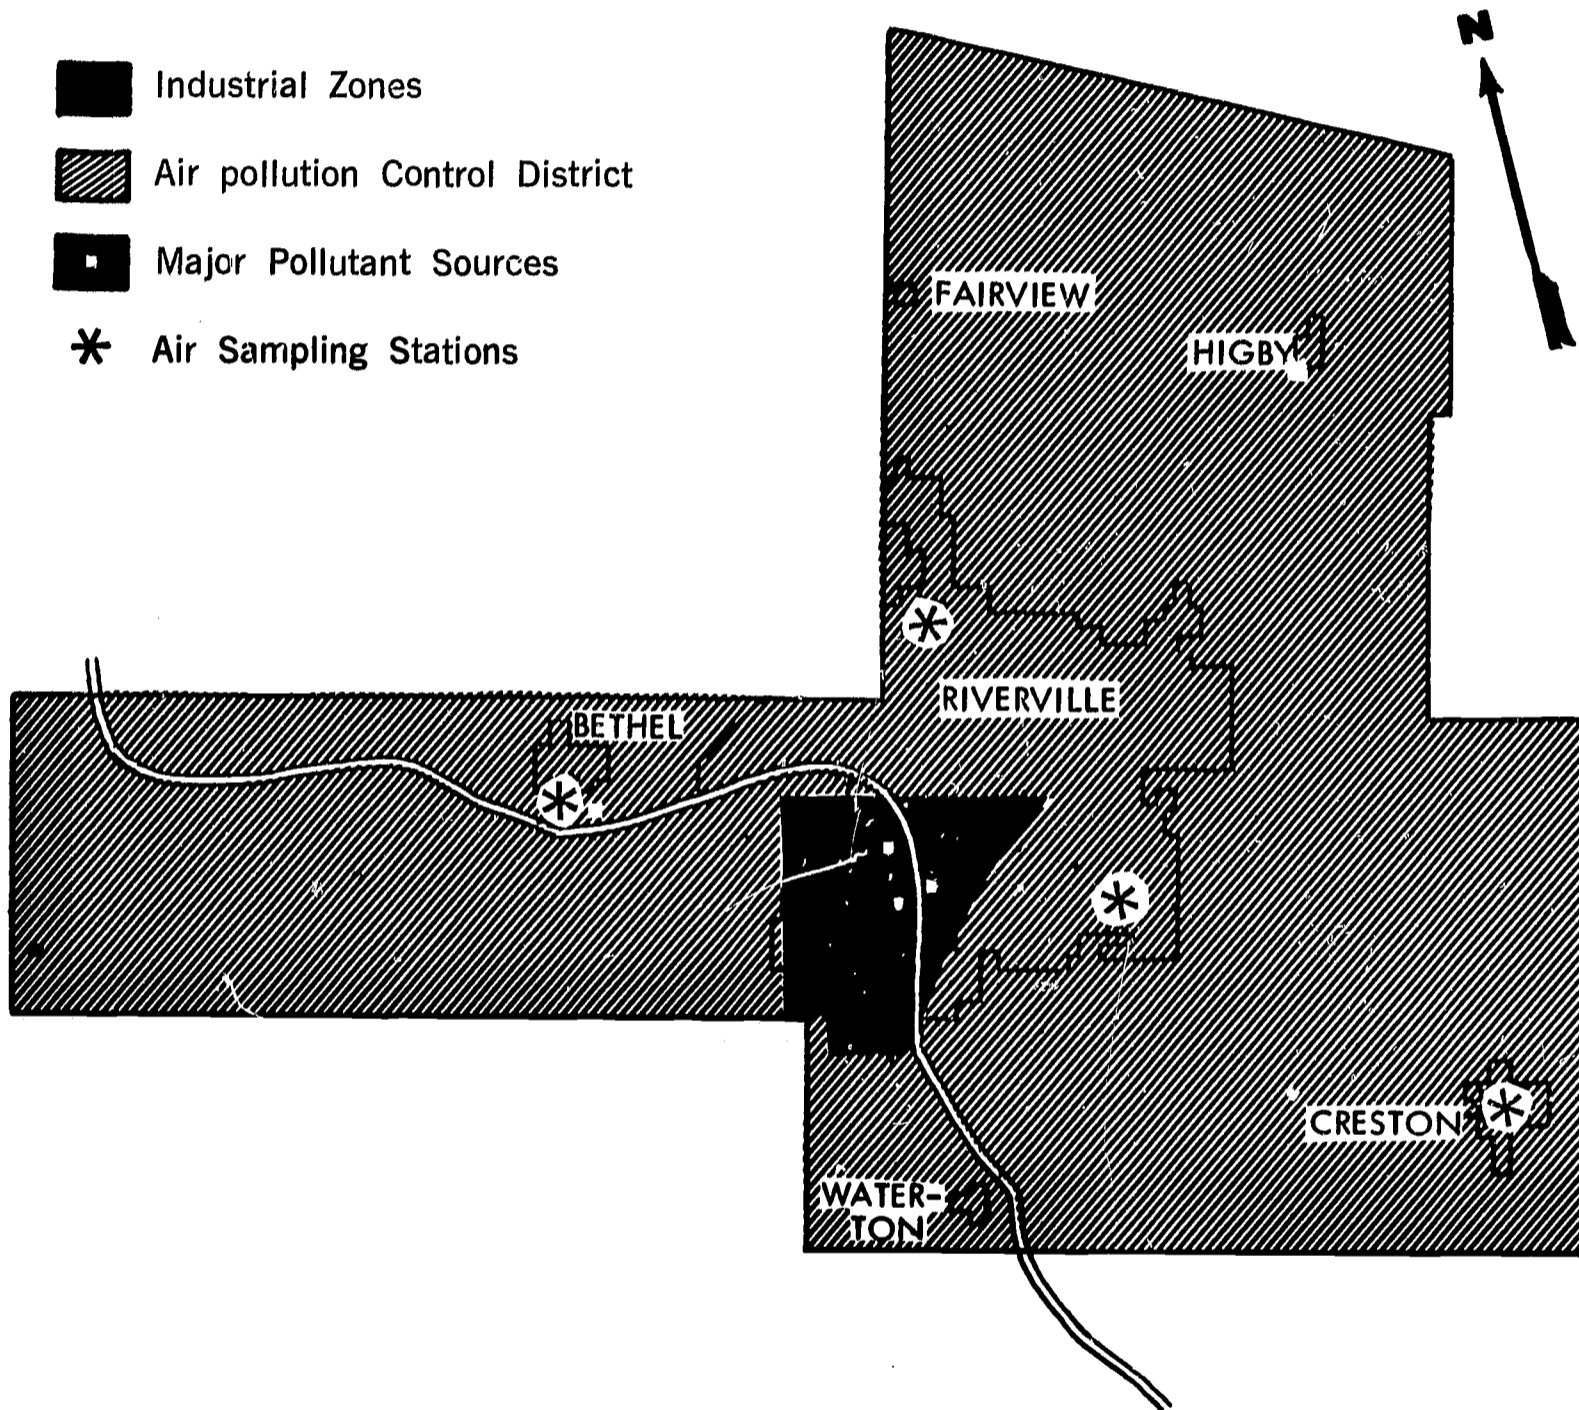 N
Industrial Zones
Air pollution Control District
Major Pollutant Sources
Air Sampling Stations
FAIRVIEW
HIGBY
RIVERVILLE
BETHEL
CRESTON
WATER-
TON